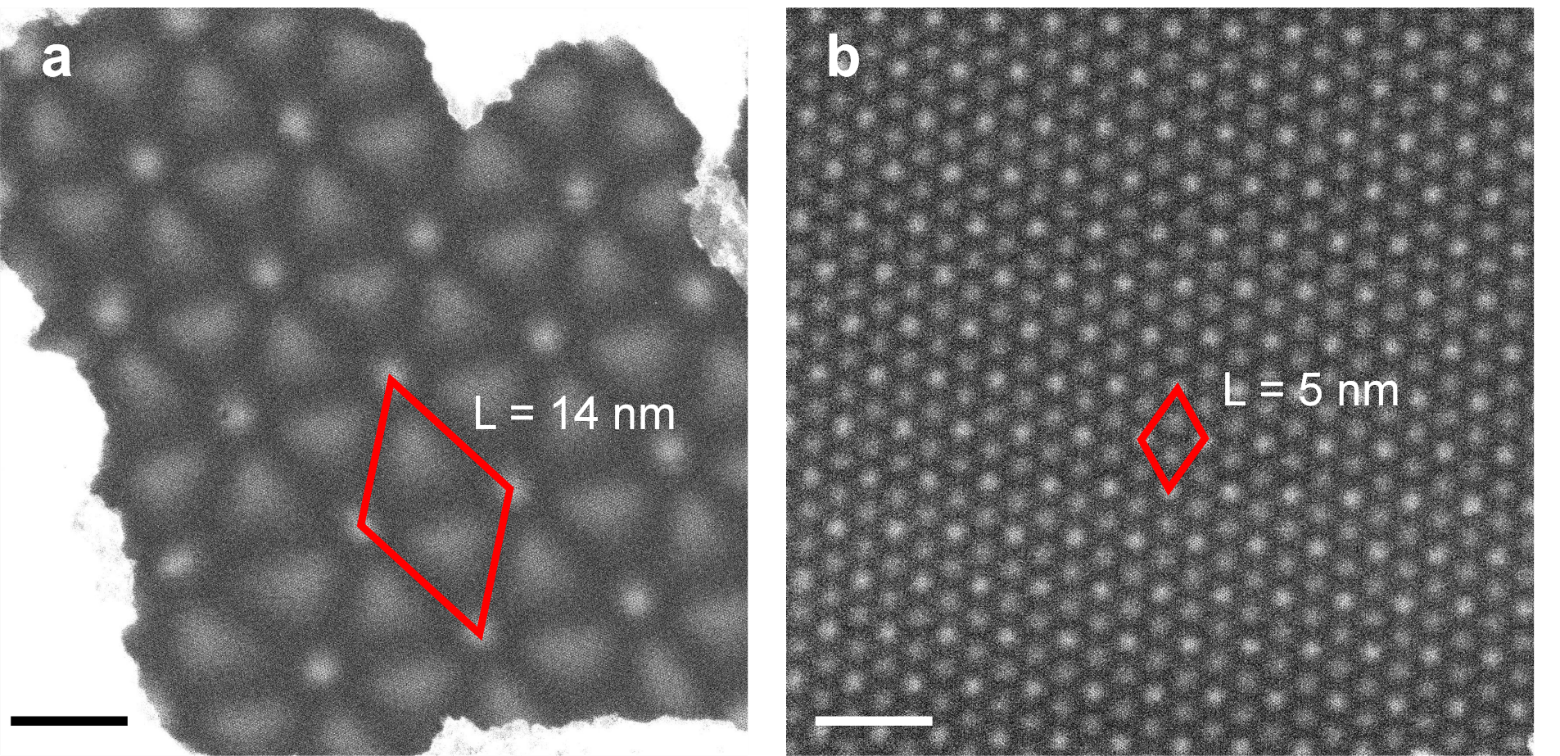 a
b
L = 14 nm
L = 5 nm